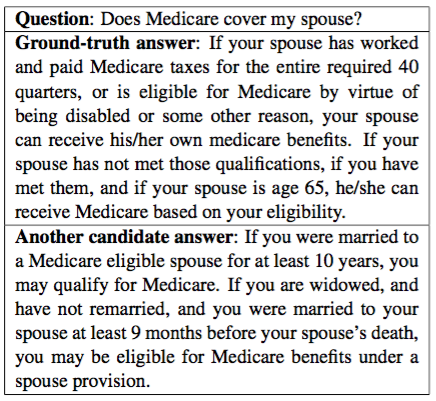 Question: Does Medicare cover my spouse?
Ground-truth answer: If your spouse has worked
and paid Medicare taxes for the entire required 40
quarters, or is eligible for Medicare by virtue of
being disabled or some other reason, your spouse
can receive his/her own medicare benefits. If your
spouse has not met those qualifications, if you have
met them, and if your spouse is age 65, he/she can
receive Medicare based on your eligibility.
Another candidate answer: If you were married to
a Medicare eligible spouse for at least 10 years, you
may qualify for Medicare. If you are widowed, and
have not remarried, and you were married to your
spouse at least 9 months before your spouse's death,
you may be eligible for Medicare benefits under a
spouse provision.